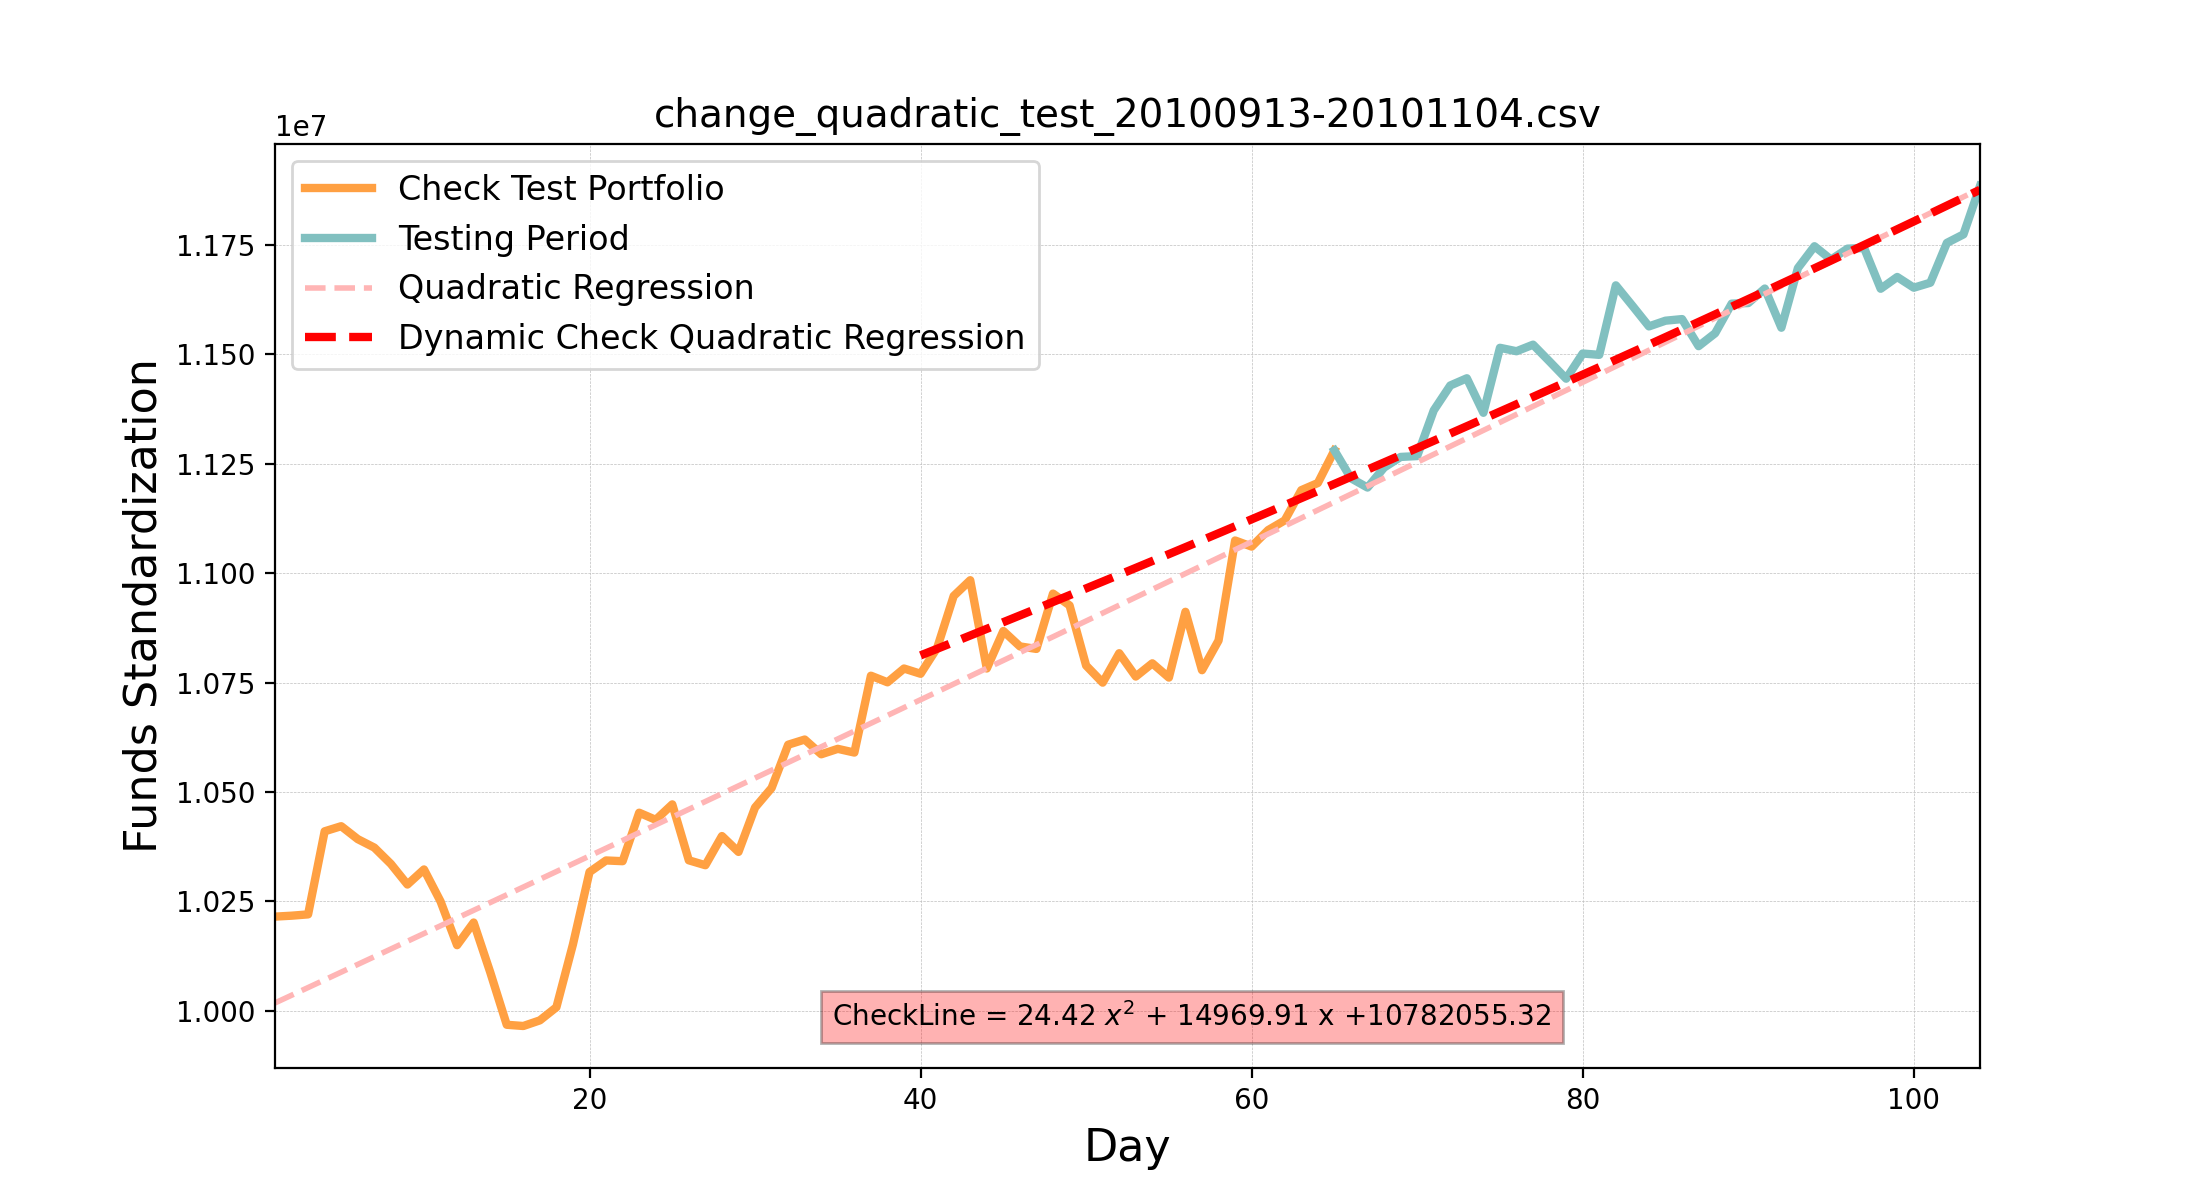 change_quadratic_test_20100913-20101104.csv
1e7
Check Test Portfolio
Testing Period
Quadratic Regression
Dynamic Check Quadratic Regression
Funds Standardization
1.175
1.150
1.125
1.100
1.075
1.050
1.025
1.000
CheckLine = 24.42 x² + 14969.91 x +10782055.32
20 40 60 80 100
Day